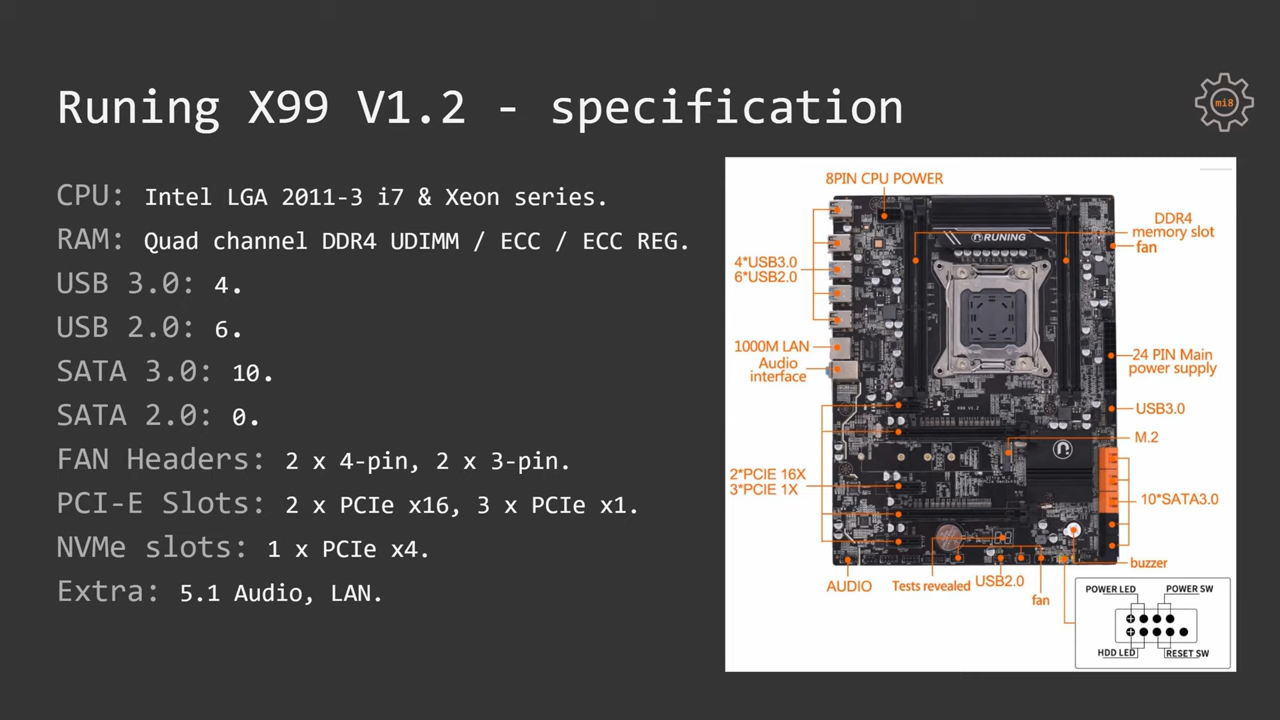 Runing X99 V1.2 - specification
mi8
CPU: Intel LGA 2011-3 i7 & Xeon series.
RAM: Quad channel DDR4 UDIMM / ECC / ECC REG.
USB 3.0: 4.
USB 2.0: 6.
SATA 3.0: 10.
SATA 2.0: 0.
FAN Headers: 2 x 4-pin, 2 x 3-pin.
PCI-E Slots: 2 x PCIe x16, 3 x PCIe x1.
NVMe slots: 1 x PCIe x4.
Extra: 5.1 Audio, LAN.
8PIN CPU POWER
DDR4
memory slot
fan
RUNING
4*USB3.0
6*USB2.0
1000M LAN
Audio
interface
24 PIN Main
power supply
X99 V1.2
USB3.0
M.2
2*PCIE 16X
3*PCIE 1X
10*SATA3.0
buzzer
AUDIO
Tests revealed
USB2.0
fan
POWER LED
POWER SW
HDD LED
RESET SW